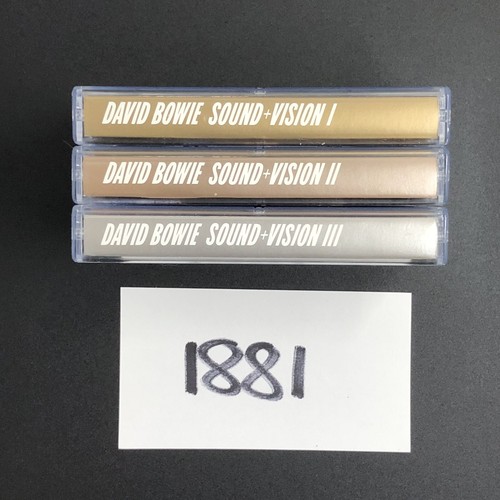 DAVID BOWIE SOUND+VISION I
DAVID BOWIE SOUND+VISION II
DAVID BOWIE SOUND+VISION III
1881